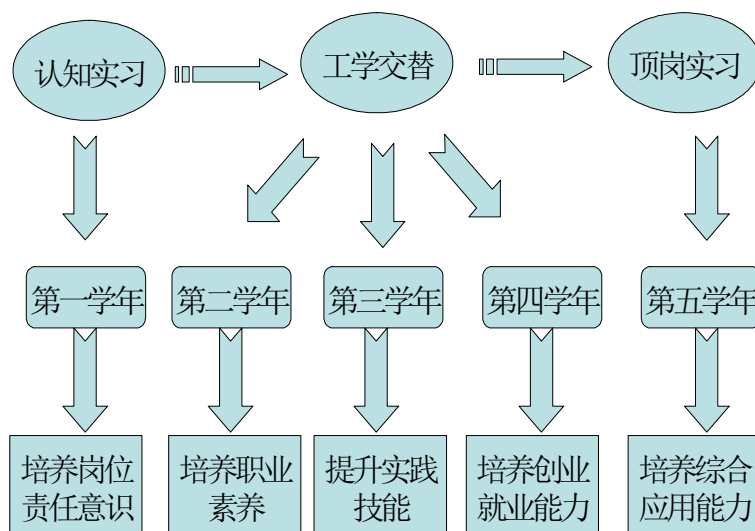 认知实习
工学交替
顶岗实习
第一学年
第二学年
第三学年
第四学年
第五学年
培养岗位
责任意识
培养职业
素养
提升实践
技能
培养创业
就业能力
培养综合
应用能力